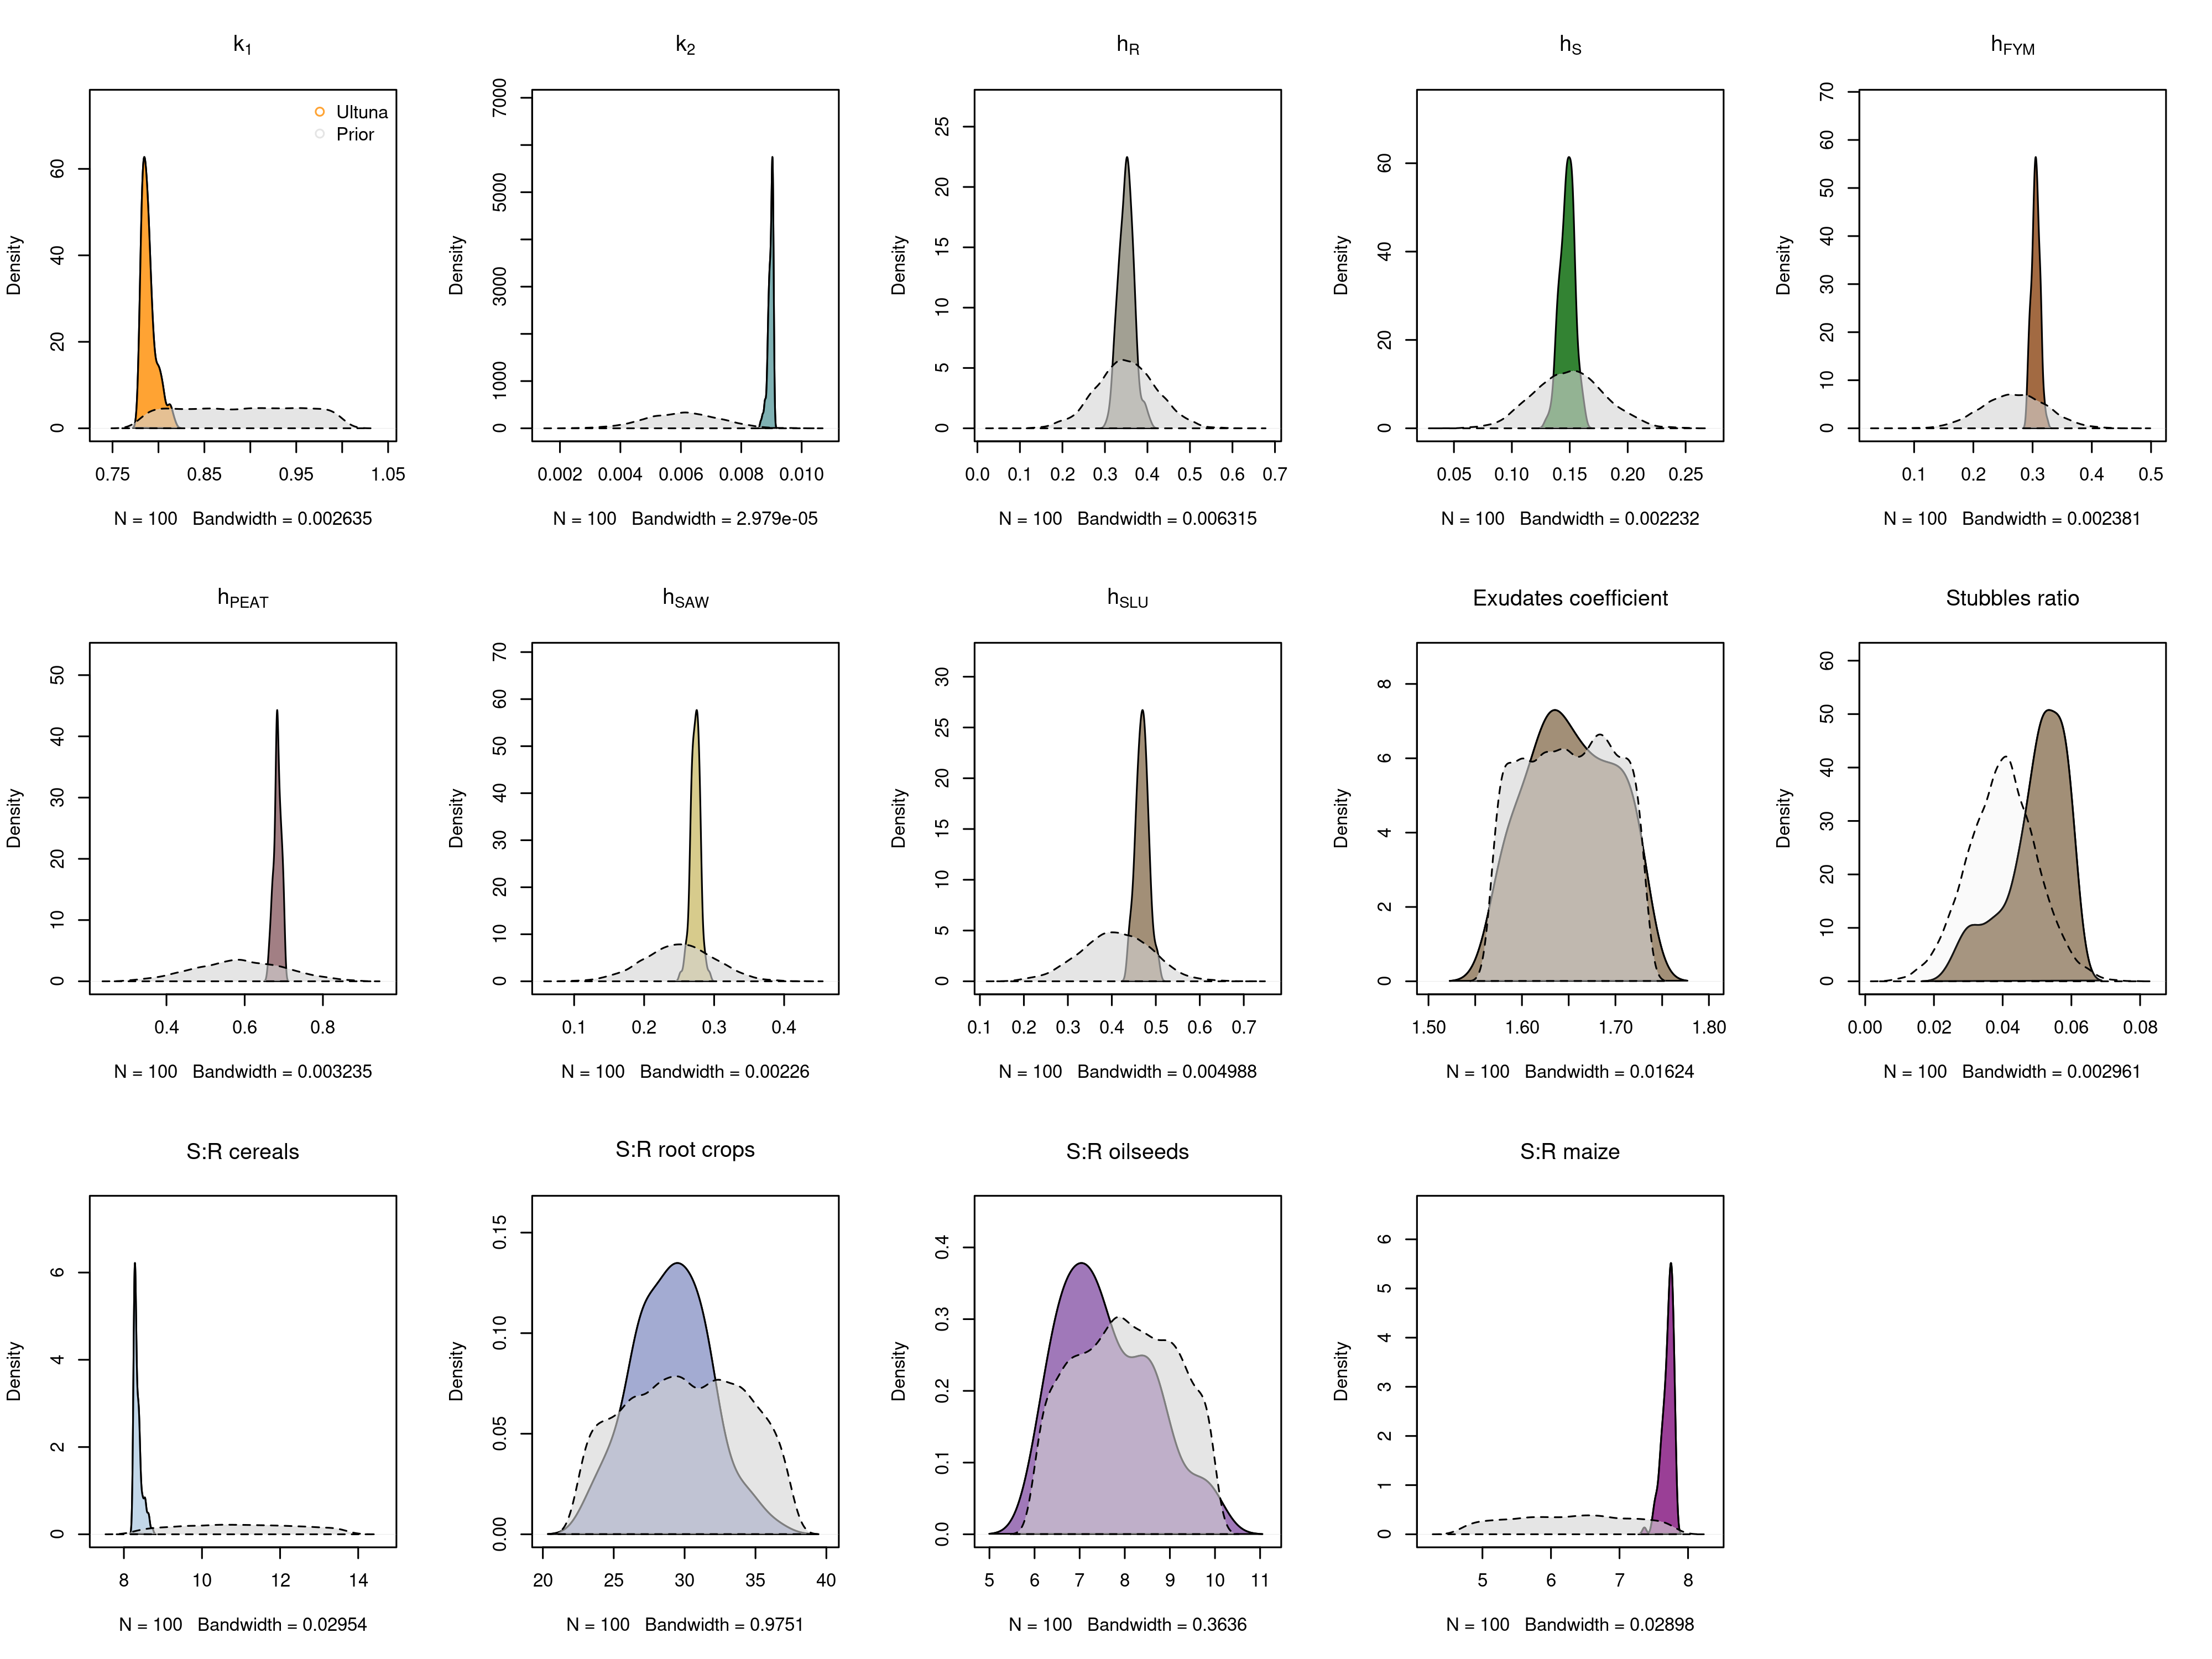 k1
Density
0 20 40 60
0.75 0.85 0.95 1.05
N = 100 Bandwidth = 0.002635
Ultuna
Prior
k2
Density
0 1000 3000 5000 7000
0.002 0.004 0.006 0.008 0.010
N = 100 Bandwidth = 2.979e-05
hR
Density
0 5 10 15 20 25
0.0 0.1 0.2 0.3 0.4 0.5 0.6 0.7
N = 100 Bandwidth = 0.006315
hS
Density
0 20 40 60
0.05 0.10 0.15 0.20 0.25
N = 100 Bandwidth = 0.002232
hFYM
Density
0 10 20 30 40 50 60 70
0.1 0.2 0.3 0.4 0.5
N = 100 Bandwidth = 0.002381
hPEAT
Density
0 10 20 30 40 50
0.4 0.6 0.8
N = 100 Bandwidth = 0.003235
hSAW
Density
0 10 20 30 40 50 60 70
0.1 0.2 0.3 0.4
N = 100 Bandwidth = 0.00226
hSLU
Density
0 5 10 15 20 25 30
0.1 0.2 0.3 0.4 0.5 0.6 0.7
N = 100 Bandwidth = 0.004988
Exudates coefficient
Density
0 2 4 6 8
1.50 1.60 1.70 1.80
N = 100 Bandwidth = 0.01624
Stubbles ratio
Density
0 10 20 30 40 50 60
0.00 0.02 0.04 0.06 0.08
N = 100 Bandwidth = 0.002961
S:R cereals
Density
0 2 4 6
8 10 12 14
N = 100 Bandwidth = 0.02954
S:R root crops
Density
0.00 0.05 0.10 0.15
20 25 30 35 40
N = 100 Bandwidth = 0.9751
S:R oilseeds
Density
0.0 0.1 0.2 0.3 0.4
5 6 7 8 9 10 11
N = 100 Bandwidth = 0.3636
S:R maize
Density
0 1 2 3 4 5 6
5 6 7 8
N = 100 Bandwidth = 0.02898